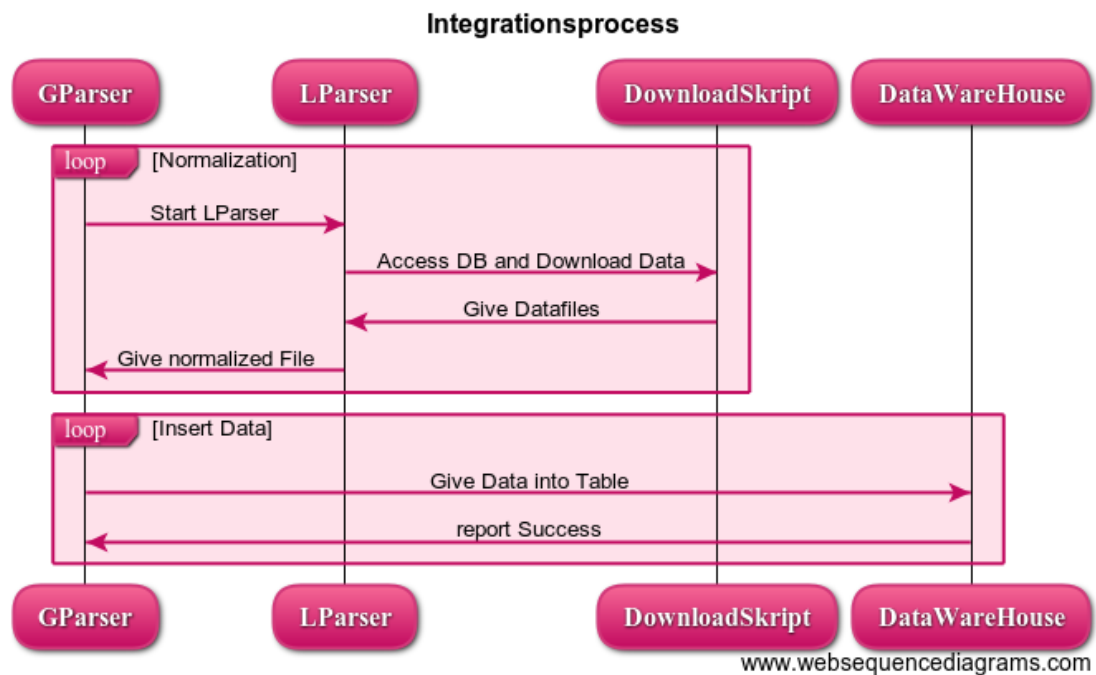 Integrationsprocess
GParser
LParser
DownloadSkript
DataWareHouse
loop
[Normalization]
Start LParser
Access DB and Download Data
Give Datafiles
Give normalized File
loop
[Insert Data]
Give Data into Table
report Success
GParser
LParser
DownloadSkript
DataWareHouse
www.websequencediagrams.com